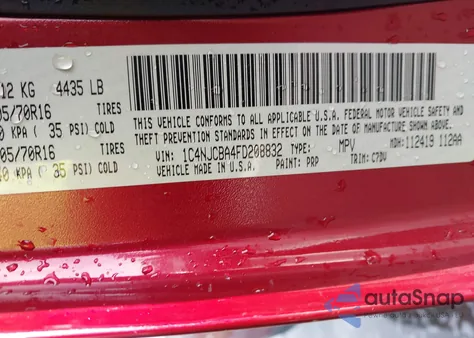 12 KG 4435 LB
05/70R16 TIRES
0 KPA ( 35 PSI) COLD
05/70R16 TIRES
0 KPA ( 35 PSI) COLD
THIS VEHICLE CONFORMS TO ALL APPLICABLE U.S.A. FEDERAL MOTOR VEHICLE
THEFT PREVENTION STANDARDS IN EFFECT ON THE DATE OF MANUFACTURE SHOWN ABOVE.
VIN: 1C4NJCBA4FD208832 TYPE: MPV MDH: 112419 112AA
VEHICLE MADE IN U.S.A. PAINT: PRP TRIM: C7DV
autoSnap